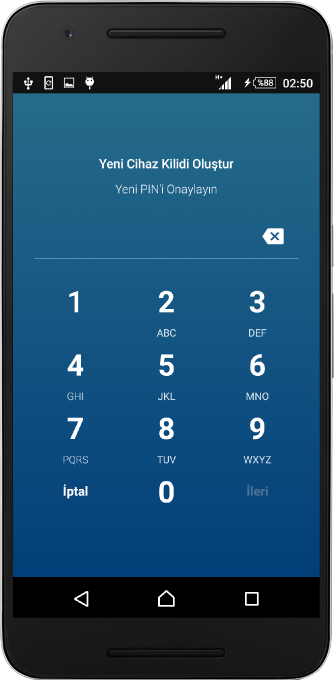 H+ %88 02:50
Yeni Cihaz Kilidi Oluştur
Yeni PIN'i Onaylayın
1 2 3
ABC DEF
4 5 6
GHI JKL MNO
7 8 9
PQRS TUV WXYZ
İptal 0 İleri